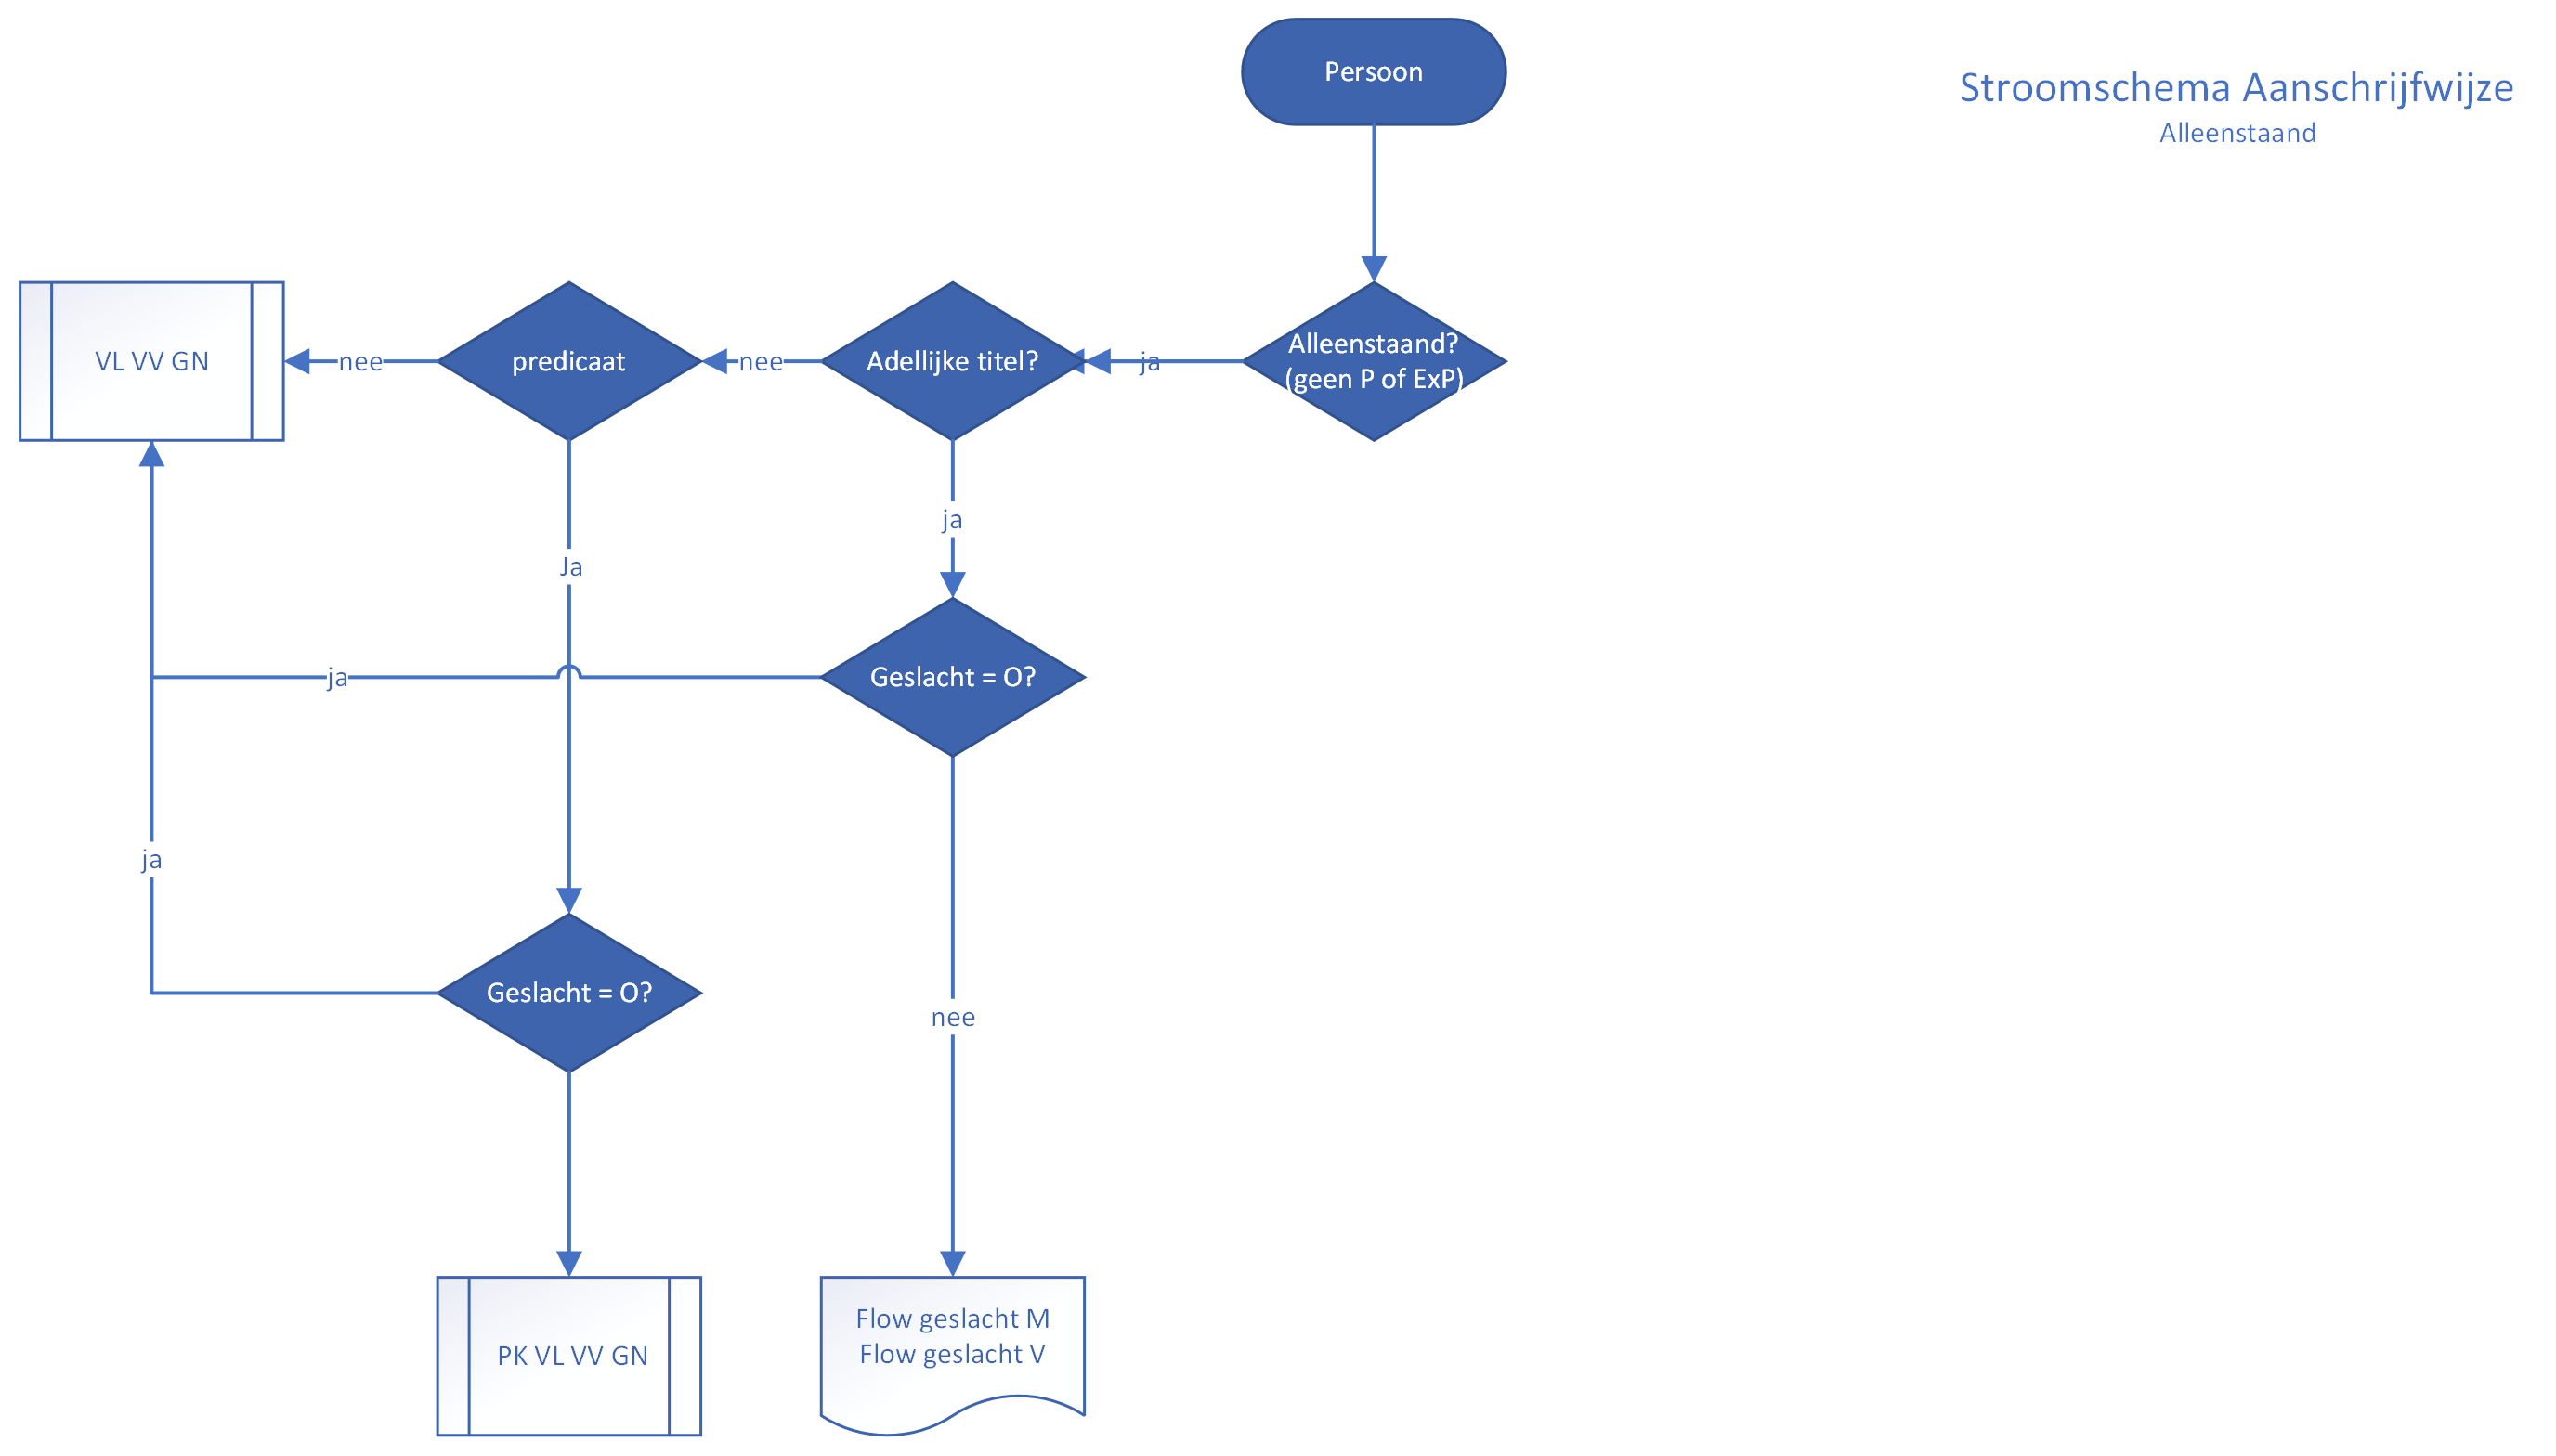 Persoon
Stroomschema Aanschrijfwijze
Alleenstaand
VL VV GN
nee
predicaat
nee
Adellijke titel?
ja
Alleenstaand?
(geen P of ExP)
ja
Ja
ja
Geslacht = O?
ja
Geslacht = O?
nee
PK VL VV GN
Flow geslacht M
Flow geslacht V